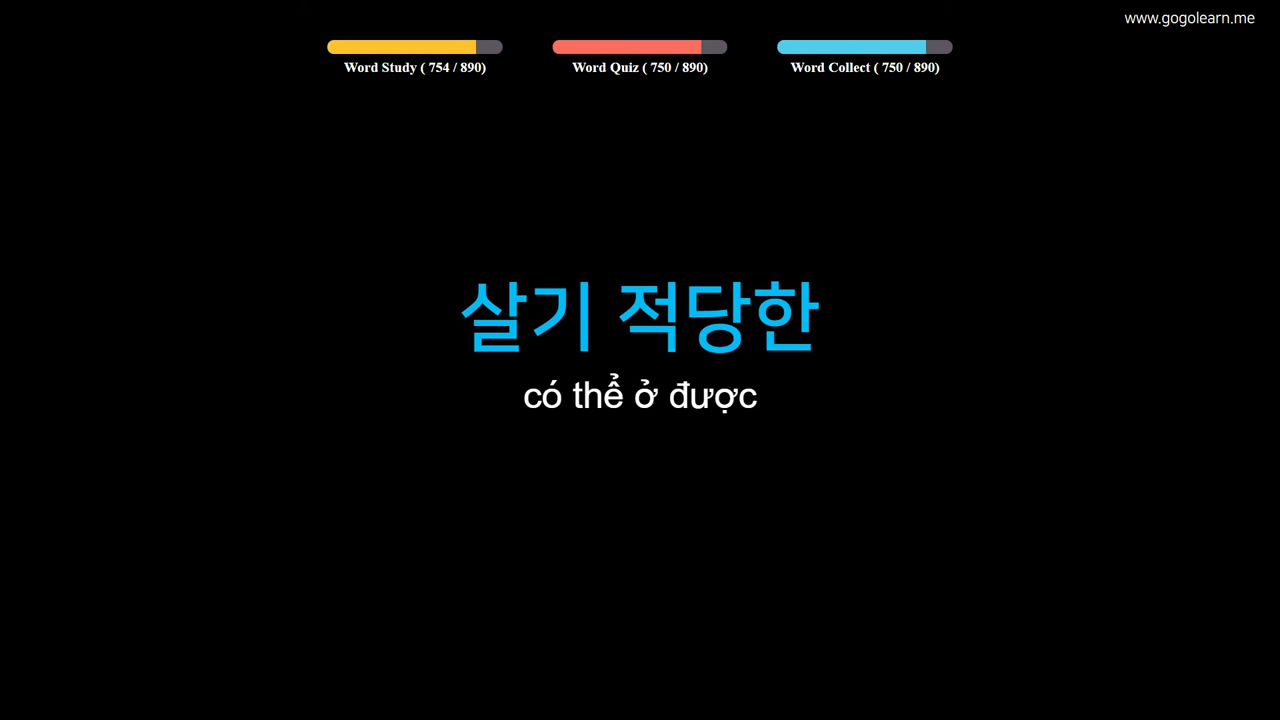 www.gogolearn.me
Word Study ( 754 / 890)
Word Quiz ( 750 / 890)
Word Collect ( 750 / 890)
살기 적당한
có thể ở được